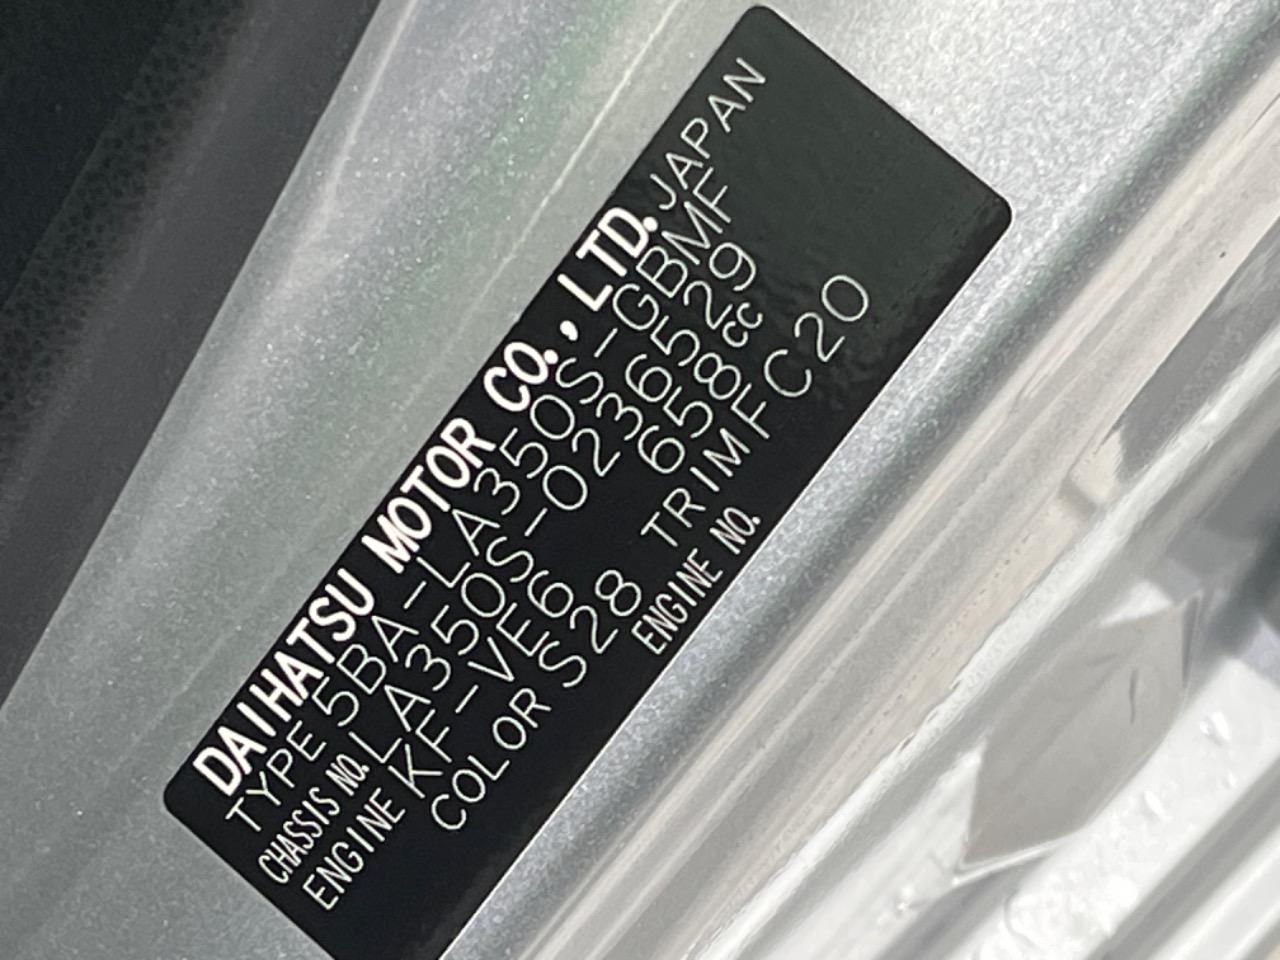 DAIHATSU MOTOR CO., LTD. JAPAN
TYPE 5BA-LA350S-GBMF
CHASSIS NO. LA350S-0236529
ENGINE KF-VE6 658cc
COLOR S28 TRIM FC20
ENGINE NO.